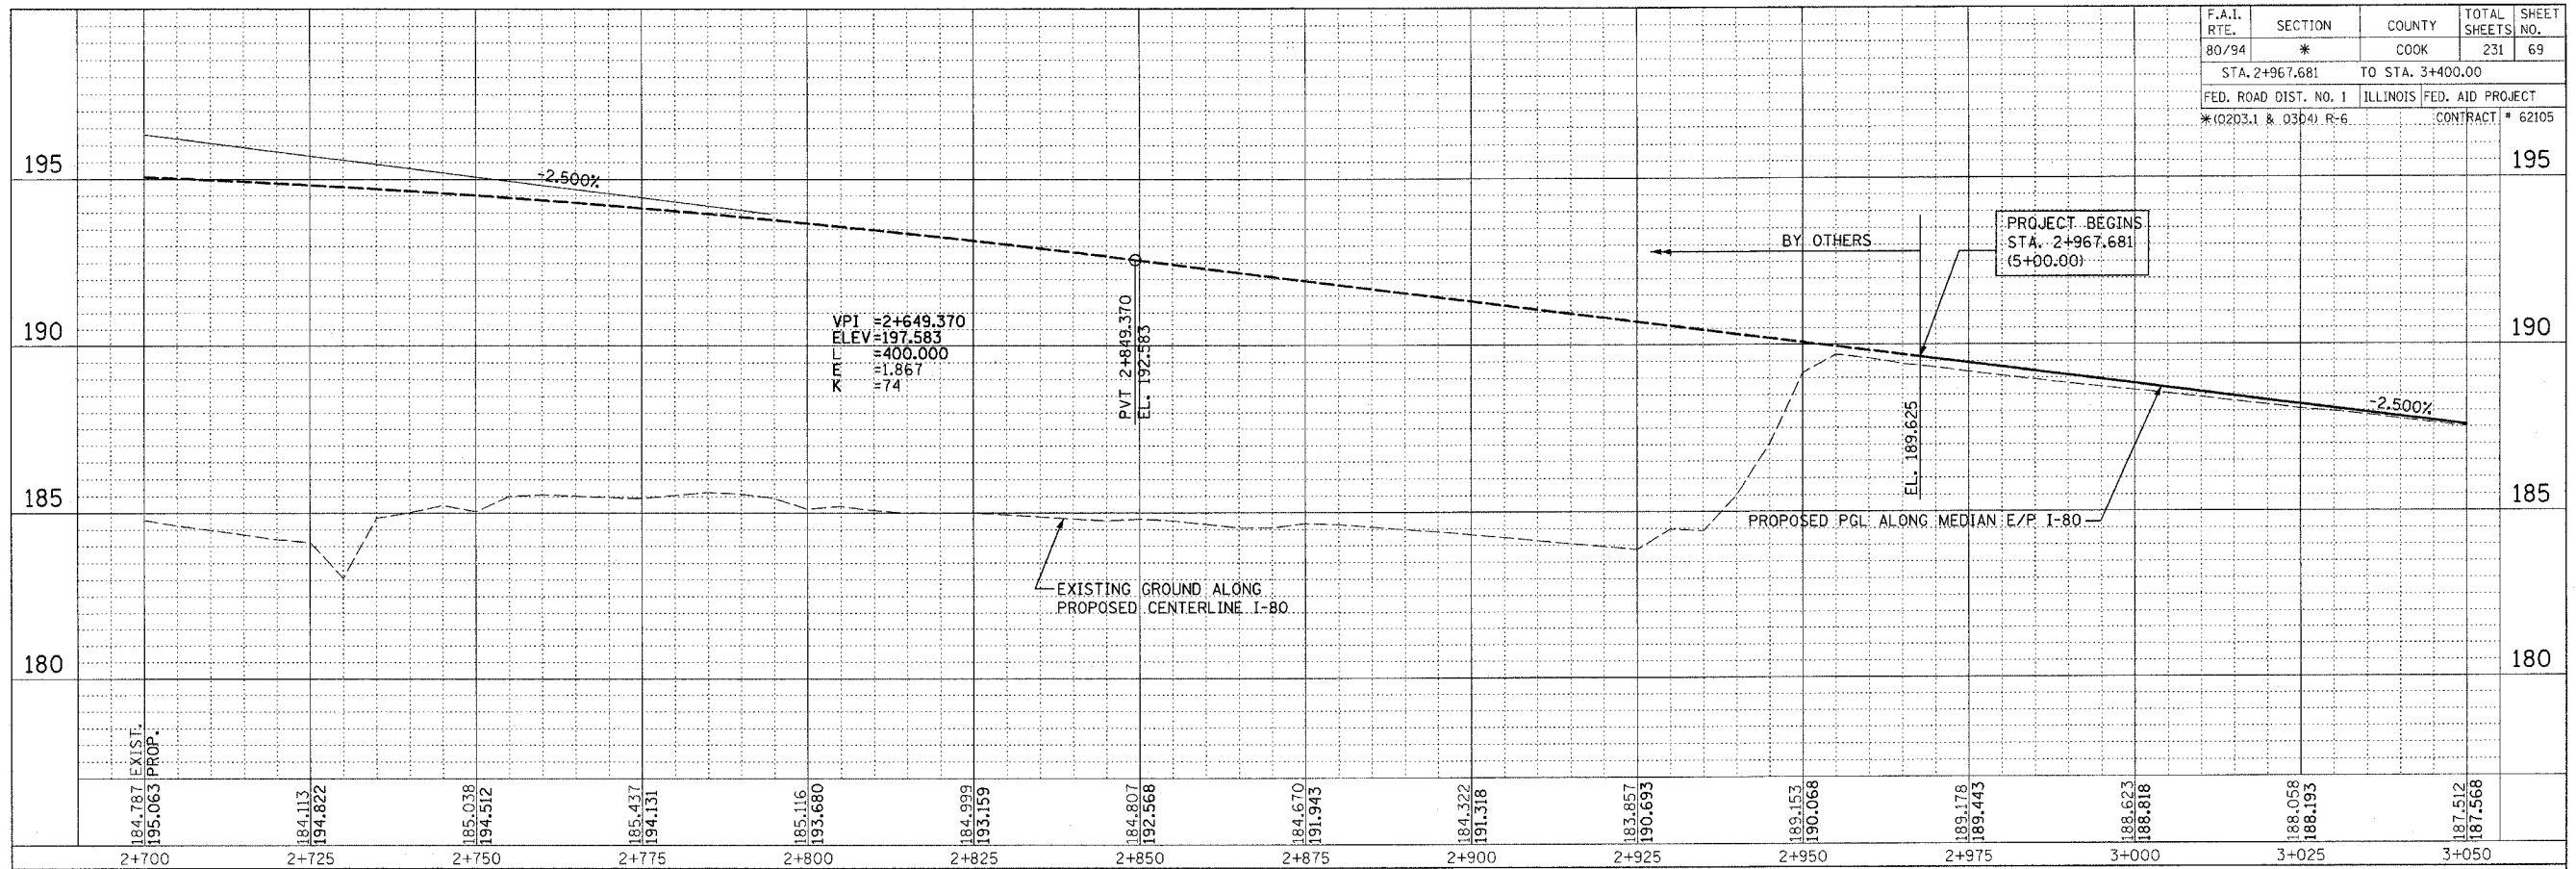 F.A.I. RTE. SECTION COUNTY TOTAL SHEETS SHEET NO.
80/94 * COOK 231 69
STA. 2+967.681 TO STA. 3+400.00
FED. ROAD DIST. NO. 1 ILLINOIS FED. AID PROJECT
*(0203.1 & 0304) R-6 CONTRACT # 62105
195
195
-2.500%
BY OTHERS
PROJECT BEGINS
STA. 2+967.681
(5+00.00)
190
190
VPI =2+649.370
ELEV=197.583
L =400.000
E =1.867
K =74
PVT 2+849.370
EL. 192.583
EL. 189.625
-2.500%
185
185
PROPOSED PGL ALONG MEDIAN E/P I-80
EXISTING GROUND ALONG
PROPOSED CENTERLINE I-80
180
180
184.787 EXIST.
195.063 PROP.
184.113
194.822
185.038
194.512
185.437
194.131
185.116
193.680
184.999
193.159
184.807
192.568
184.670
191.943
184.322
191.318
183.857
190.693
189.153
190.068
189.178
189.443
188.623
188.818
188.058
188.193
187.512
187.568
2+700 2+725 2+750 2+775 2+800 2+825 2+850 2+875 2+900 2+925 2+950 2+975 3+000 3+025 3+050